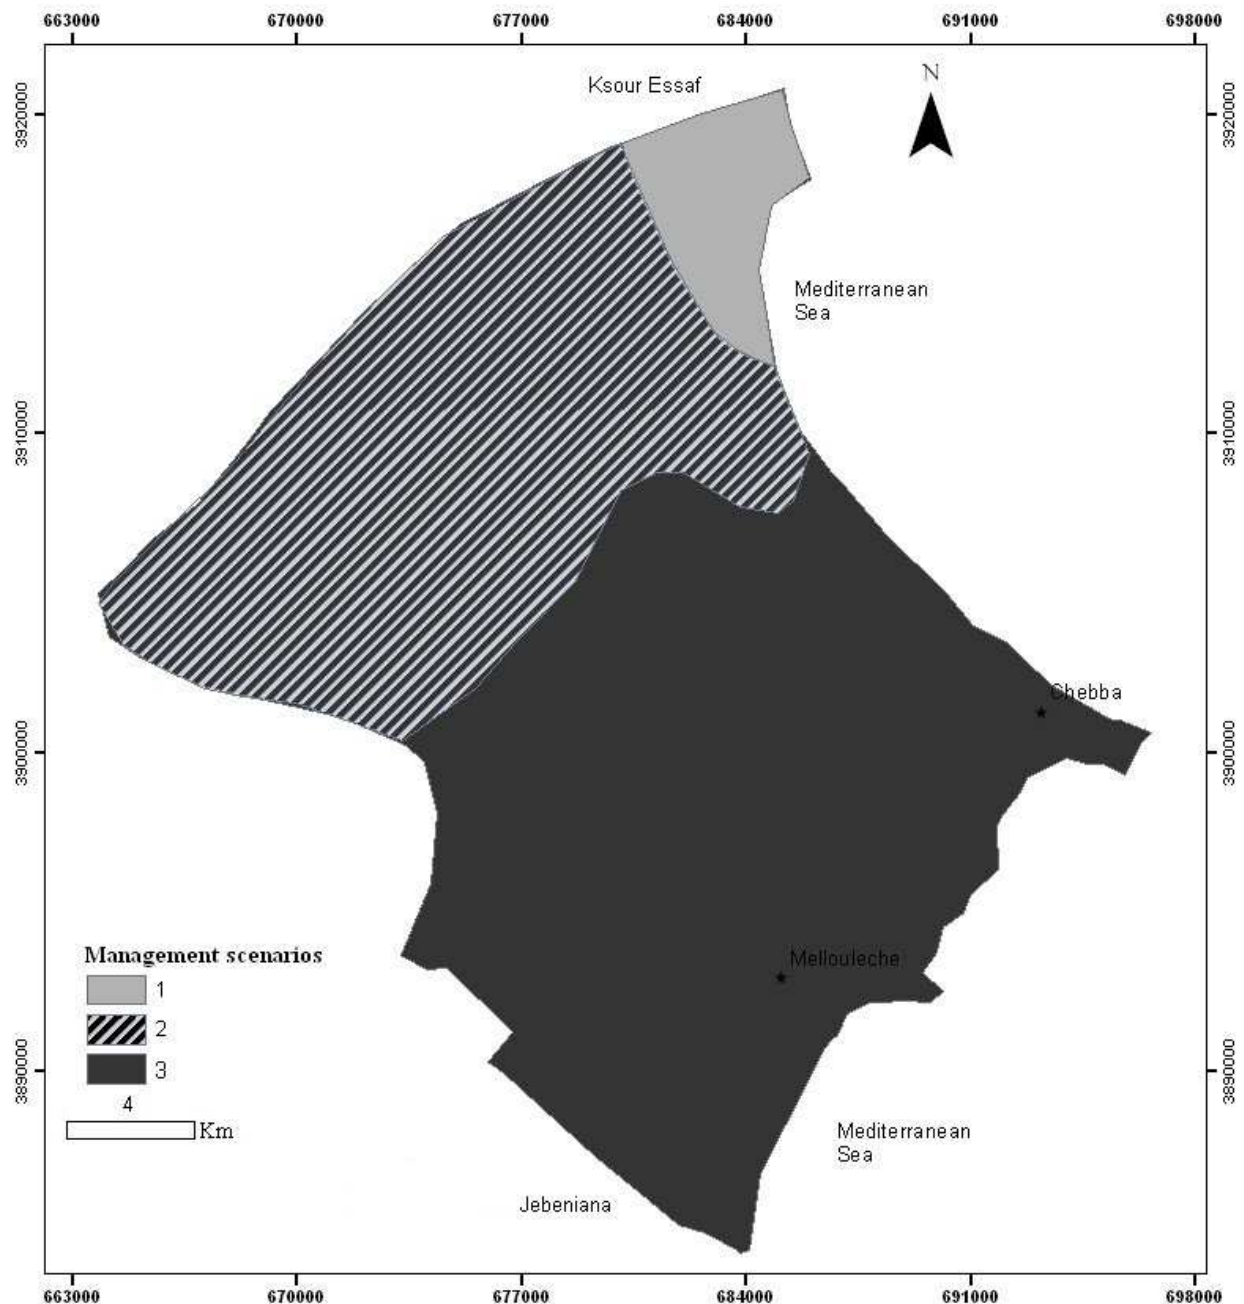 663000 670000 677000 684000 691000 698000
Ksour Essaf
N
3920000 3920000
Mediterranean
Sea
3910000 3910000
Chebba
3900000 3900000
Management scenarios
Mellouleche
1
2
3
3890000 3890000
4
Km
Mediterranean
Sea
Jebeniana
663000 670000 677000 684000 691000 698000